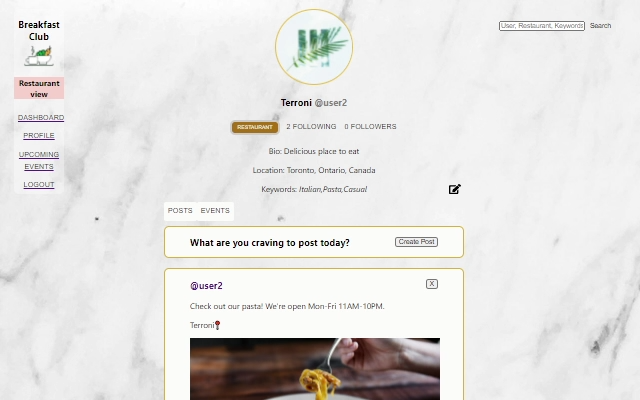 Breakfast
Club
Restaurant
view
DASHBOARD
PROFILE
UPCOMING
EVENTS
LOGOUT
User, Restaurant, Keywords
Search
Terroni @user2
RESTAURANT 2 FOLLOWING 0 FOLLOWERS
Bio: Delicious place to eat
Location: Toronto, Ontario, Canada
Keywords: Italian,Pasta,Casual
POSTS EVENTS
What are you craving to post today? Create Post
@user2 X
Check out our pasta! We're open Mon-Fri 11AM-10PM.
Terroni